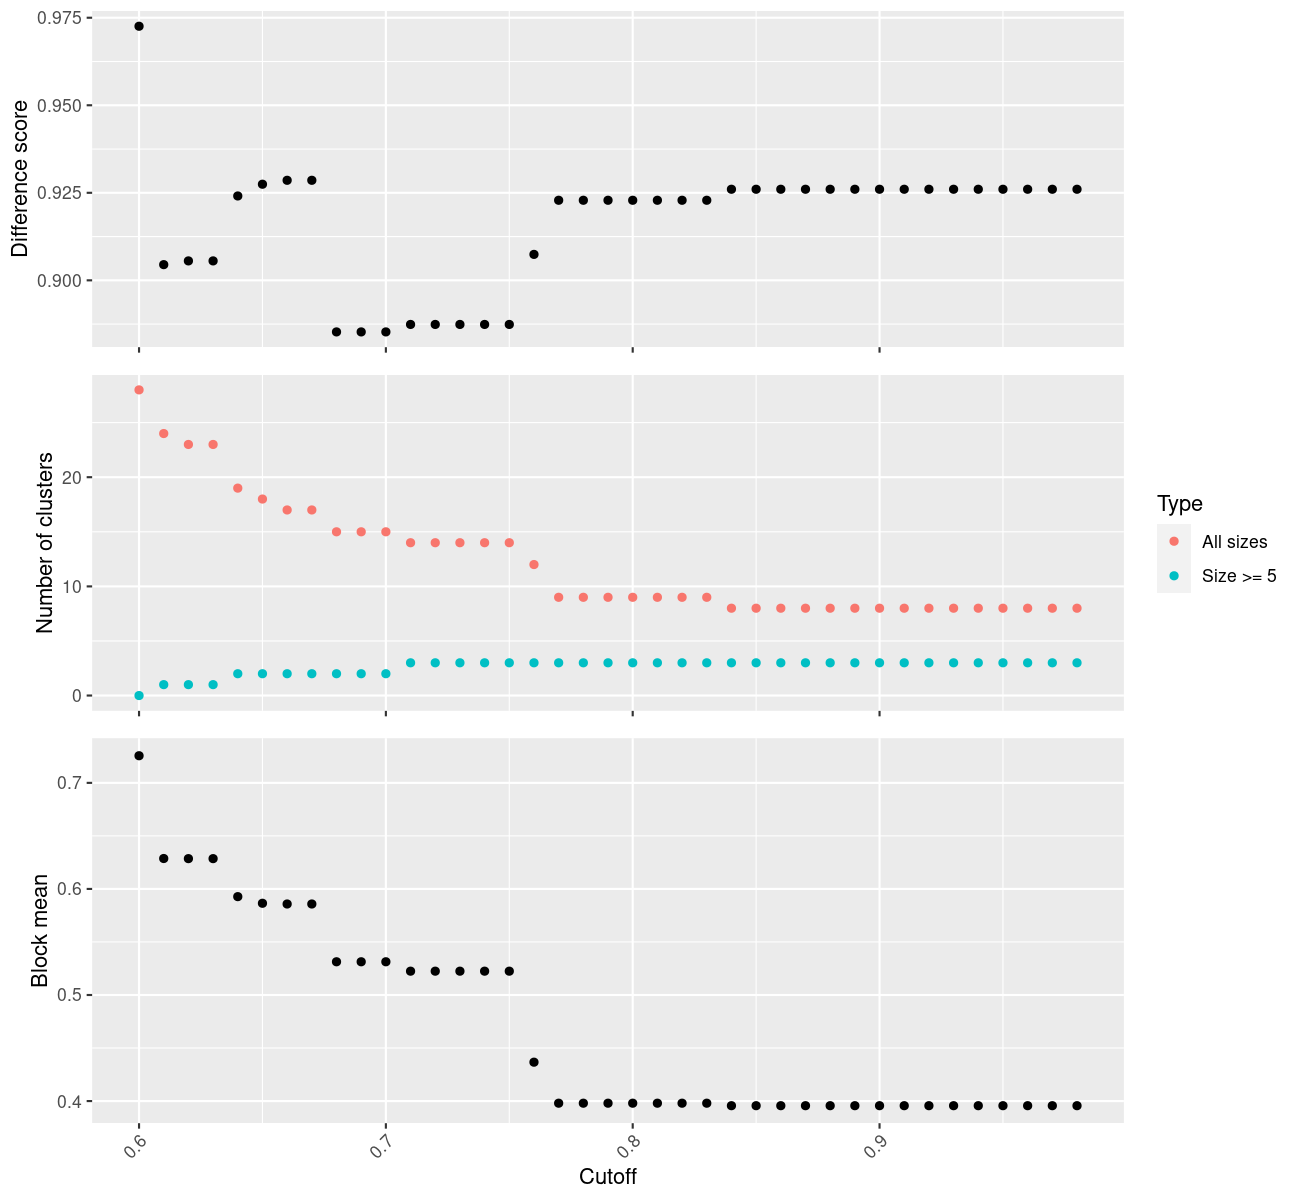 Difference score
0.975
0.950
0.925
0.900
Number of clusters
20
10
0
Type
All sizes
Size >= 5
Block mean
0.7
0.6
0.5
0.4
0.6 0.7 0.8 0.9
Cutoff